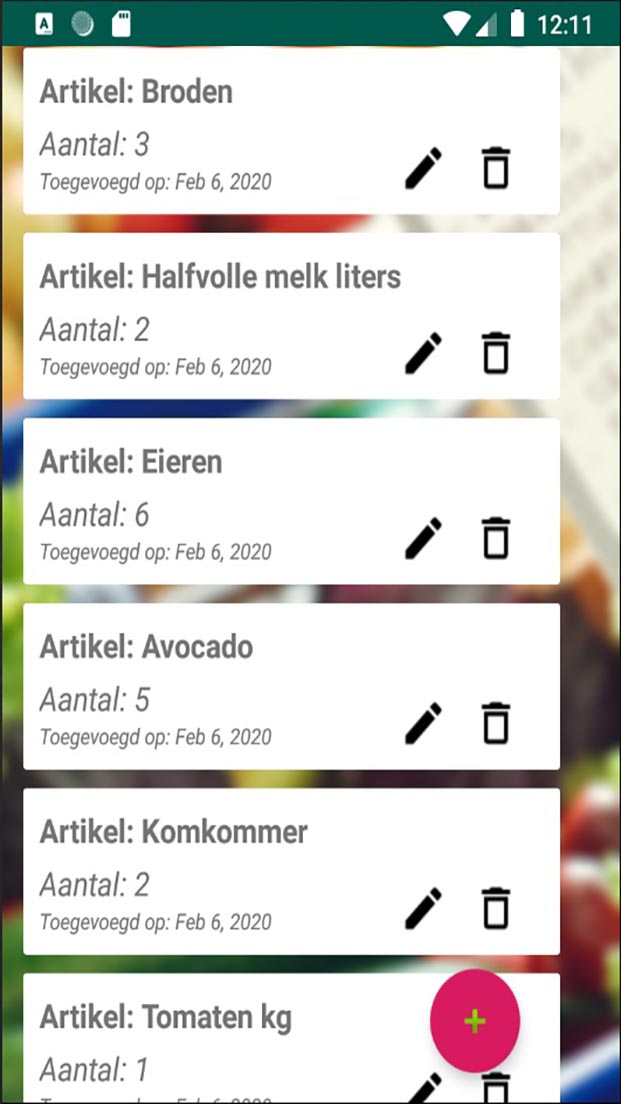 12:11
Artikel: Broden
Aantal: 3
Toegevoegd op: Feb 6, 2020
Artikel: Halfvolle melk liters
Aantal: 2
Toegevoegd op: Feb 6, 2020
Artikel: Eieren
Aantal: 6
Toegevoegd op: Feb 6, 2020
Artikel: Avocado
Aantal: 5
Toegevoegd op: Feb 6, 2020
Artikel: Komkommer
Aantal: 2
Toegevoegd op: Feb 6, 2020
Artikel: Tomaten kg
Aantal: 1